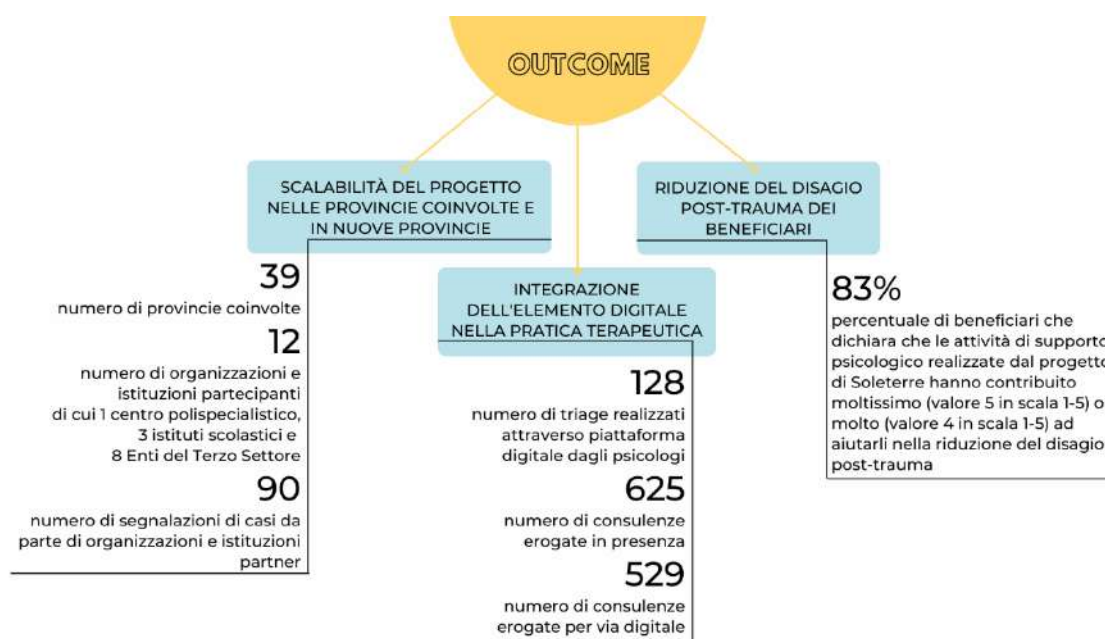 OUTCOME
SCALABILITÀ DEL PROGETTO
NELLE PROVINCIE COINVOLTE E
IN NUOVE PROVINCIE
39
numero di provincie coinvolte
12
numero di organizzazioni e
istituzioni partecipanti
di cui 1 centro polispecialistico,
3 istituti scolastici e
8 Enti del Terzo Settore
90
numero di segnalazioni di casi da
parte di organizzazioni e istituzioni
partner
INTEGRAZIONE
DELL'ELEMENTO DIGITALE
NELLA PRATICA TERAPEUTICA
128
numero di triage realizzati
attraverso piattaforma
digitale dagli psicologi
625
numero di consulenze
erogate in presenza
529
numero di consulenze
erogate per via digitale
RIDUZIONE DEL DISAGIO
POST-TRAUMA DEI
BENEFICIARI
83%
percentuale di beneficiari che
dichiara che le attività di supporto
psicologico realizzate dal progetto
di Soleterre hanno contribuito
moltissimo (valore 5 in scala 1-5) o
molto (valore 4 in scala 1-5) ad
aiutarli nella riduzione del disagio
post-trauma